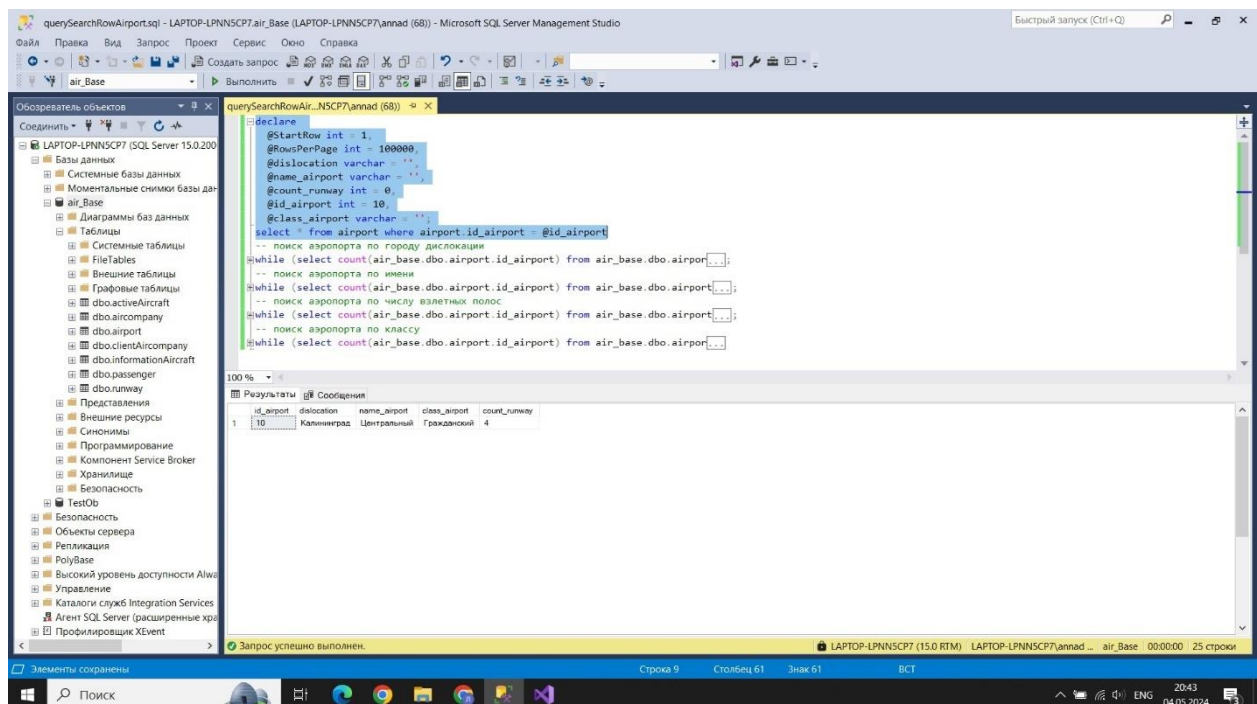 querySearchRowAirport.sql - LAPTOP-LPNN5CP7.air_Base (LAPTOP-LPNN5CP7\annad (68)) - Microsoft SQL Server Management Studio
Быстрый запуск (Ctrl+Q)
Файл Правка Вид Запрос Проект Сервис Окно Справка
Создать запрос
air_Base Выполнить
Обозреватель объектов
querySearchRowAir...N5CP7\annad (68))
Соединить
LAPTOP-LPNN5CP7 (SQL Server 15.0.200
Базы данных
Системные базы данных
Моментальные снимки базы дан
air_Base
Диаграммы баз данных
Таблицы
Системные таблицы
FileTables
Внешние таблицы
Графовые таблицы
dbo.activeAircraft
dbo.aircompany
dbo.airport
dbo.clientAircompany
dbo.informationAircraft
dbo.passenger
dbo.runway
Представления
Внешние ресурсы
Синонимы
Программирование
Компонент Service Broker
Хранилище
Безопасность
TestOb
Безопасность
Объекты сервера
Репликация
PolyBase
Высокий уровень доступности Alwa
Управление
Каталоги служб Integration Services
Агент SQL Server (расширенные хра
Профилировщик XEvent
declare
@StartRow int = 1,
@RowsPerPage int = 100000,
@dislocation varchar = '',
@name_airport varchar = '',
@count_runway int = 0,
@id_airport int = 10,
@class_airport varchar = '';
select * from airport where airport.id_airport = @id_airport
-- поиск аэропорта по городу дислокации
while (select count(air_base.dbo.airport.id_airport) from air_base.dbo.airpor...;
-- поиск аэропорта по имени
while (select count(air_base.dbo.airport.id_airport) from air_base.dbo.airport...;
-- поиск аэропорта по числу взлетных полос
while (select count(air_base.dbo.airport.id_airport) from air_base.dbo.airport...;
-- поиск аэропорта по классу
while (select count(air_base.dbo.airport.id_airport) from air_base.dbo.airpor...
100 %
Результаты Сообщения
id_airport dislocation name_airport class_airport count_runway
1 10 Калининград Центральный Гражданский 4
Запрос успешно выполнен.
LAPTOP-LPNN5CP7 (15.0 RTM) LAPTOP-LPNN5CP7\annad ... air_Base 00:00:00 25 строки
Элементы сохранены
Строка 9 Столбец 61 Знак 61 ВСТ
Поиск
ENG
20:43
04.05.2024
3